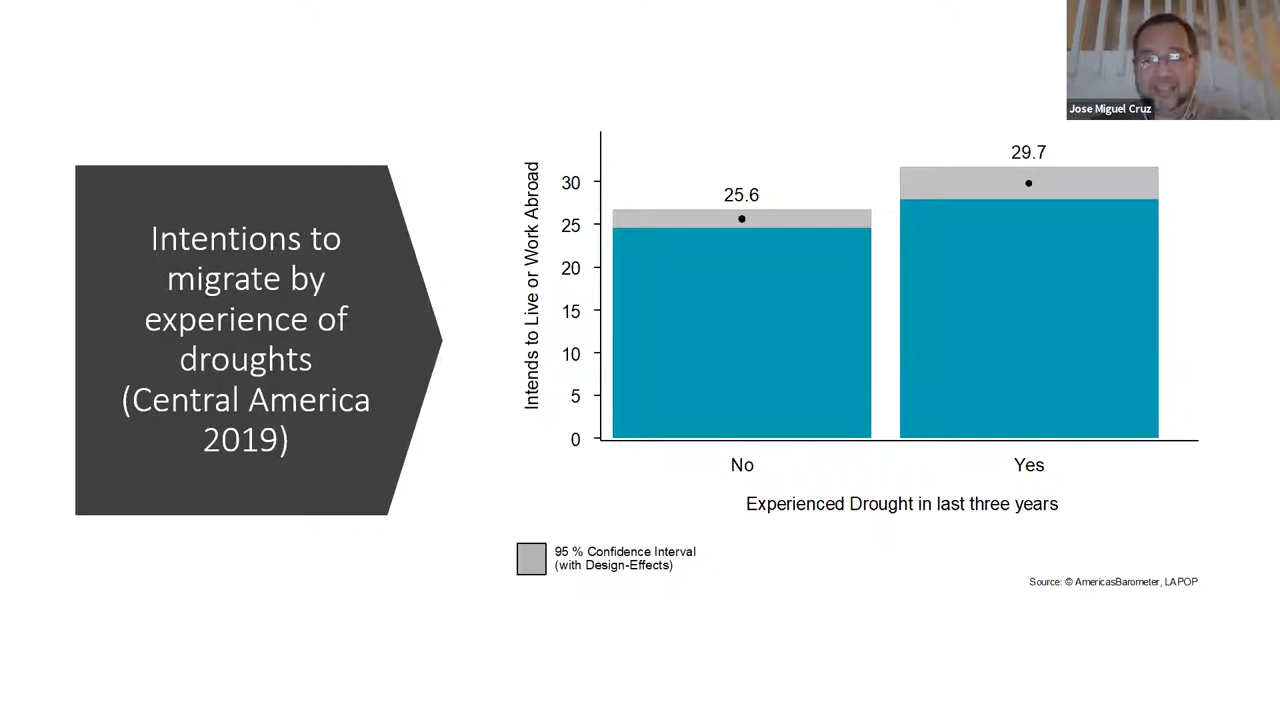 Jose Miguel Cruz
Intentions to
migrate by
experience of
droughts
(Central America
2019)
Intends to Live or Work Abroad
30
25
20
15
10
5
0
25.6
29.7
No
Yes
Experienced Drought in last three years
95 % Confidence Interval
(with Design-Effects)
Source: © AmericasBarometer, LAPOP